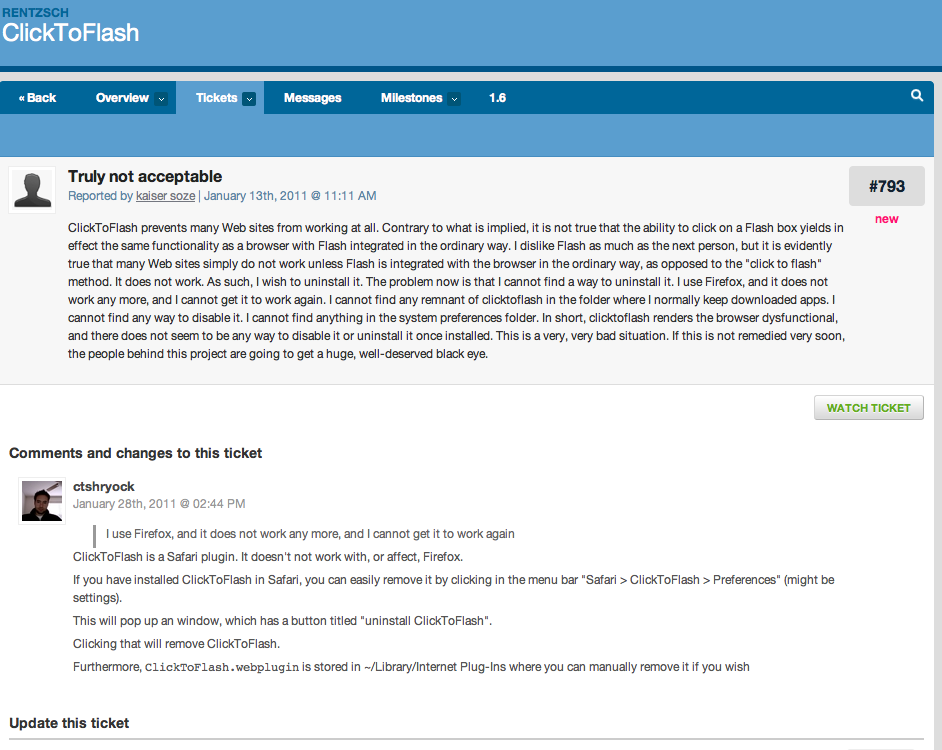 RENTZSCH
ClickToFlash
« Back
Overview
Tickets
Messages
Milestones
1.6
Truly not acceptable
Reported by kaiser soze | January 13th, 2011 @ 11:11 AM
#793
new
ClickToFlash prevents many Web sites from working at all. Contrary to what is implied, it is not true that the ability to click on a Flash box yields in
effect the same functionality as a browser with Flash integrated in the ordinary way. I dislike Flash as much as the next person, but it is evidently
true that many Web sites simply do not work unless Flash is integrated with the browser in the ordinary way, as opposed to the "click to flash"
method. It does not work. As such, I wish to uninstall it. The problem now is that I cannot find a way to uninstall it. I use Firefox, and it does not
work any more, and I cannot get it to work again. I cannot find any remnant of clicktoflash in the folder where I normally keep downloaded apps. I
cannot find any way to disable it. I cannot find anything in the system preferences folder. In short, clicktoflash renders the browser dysfunctional,
and there does not seem to be any way to disable it or uninstall it once installed. This is a very, very bad situation. If this is not remedied very soon,
the people behind this project are going to get a huge, well-deserved black eye.
WATCH TICKET
Comments and changes to this ticket
ctshryock
January 28th, 2011 @ 02:44 PM
I use Firefox, and it does not work any more, and I cannot get it to work again
ClickToFlash is a Safari plugin. It doesn't not work with, or affect, Firefox.
If you have installed ClickToFlash in Safari, you can easily remove it by clicking in the menu bar "Safari > ClickToFlash > Preferences" (might be
settings).
This will pop up an window, which has a button titled "uninstall ClickToFlash".
Clicking that will remove ClickToFlash.
Furthermore, ClickToFlash.webplugin is stored in ~/Library/Internet Plug-Ins where you can manually remove it if you wish
Update this ticket